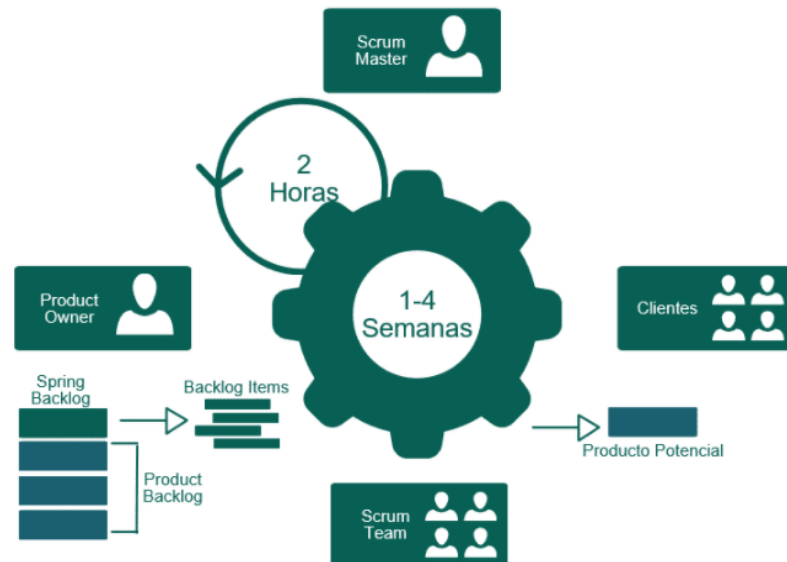 Scrum
Master
2
Horas
Product
Owner
1-4
Semanas
Clientes
Spring
Backlog
Backlog Items
Product
Backlog
Producto Potencial
Scrum
Team